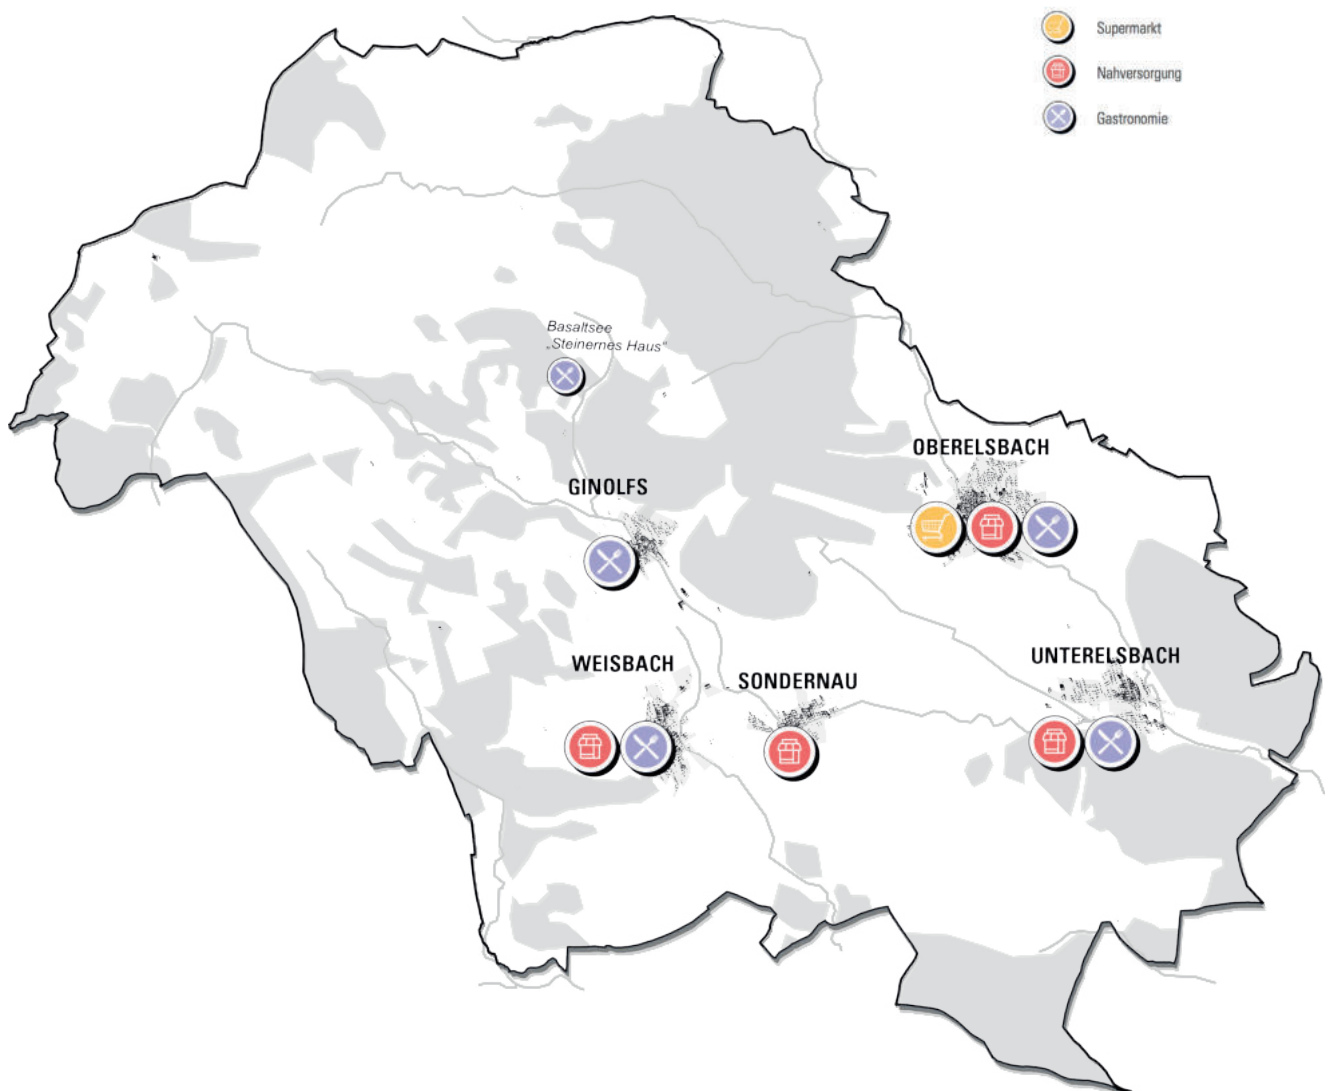 Supermarkt
Nahversorgung
Gastronomie
Basaltsee
„Steinernes Haus“
OBERELSBACH
GINOLFS
WEISBACH
SONDERNAU
UNTERELSBACH